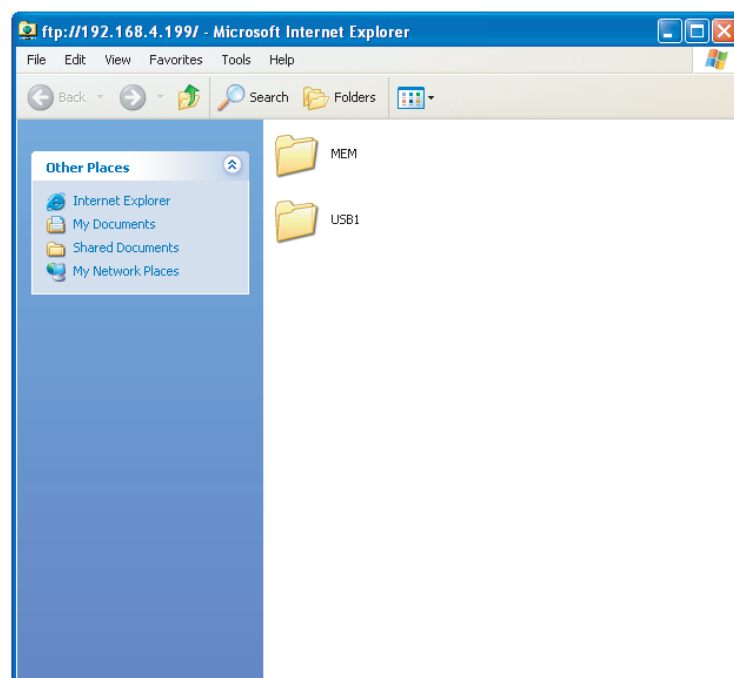 ftp://192.168.4.199/ - Microsoft Internet Explorer
File Edit View Favorites Tools Help
Back Search Folders
Other Places
Internet Explorer
My Documents
Shared Documents
My Network Places
MEM
USB1